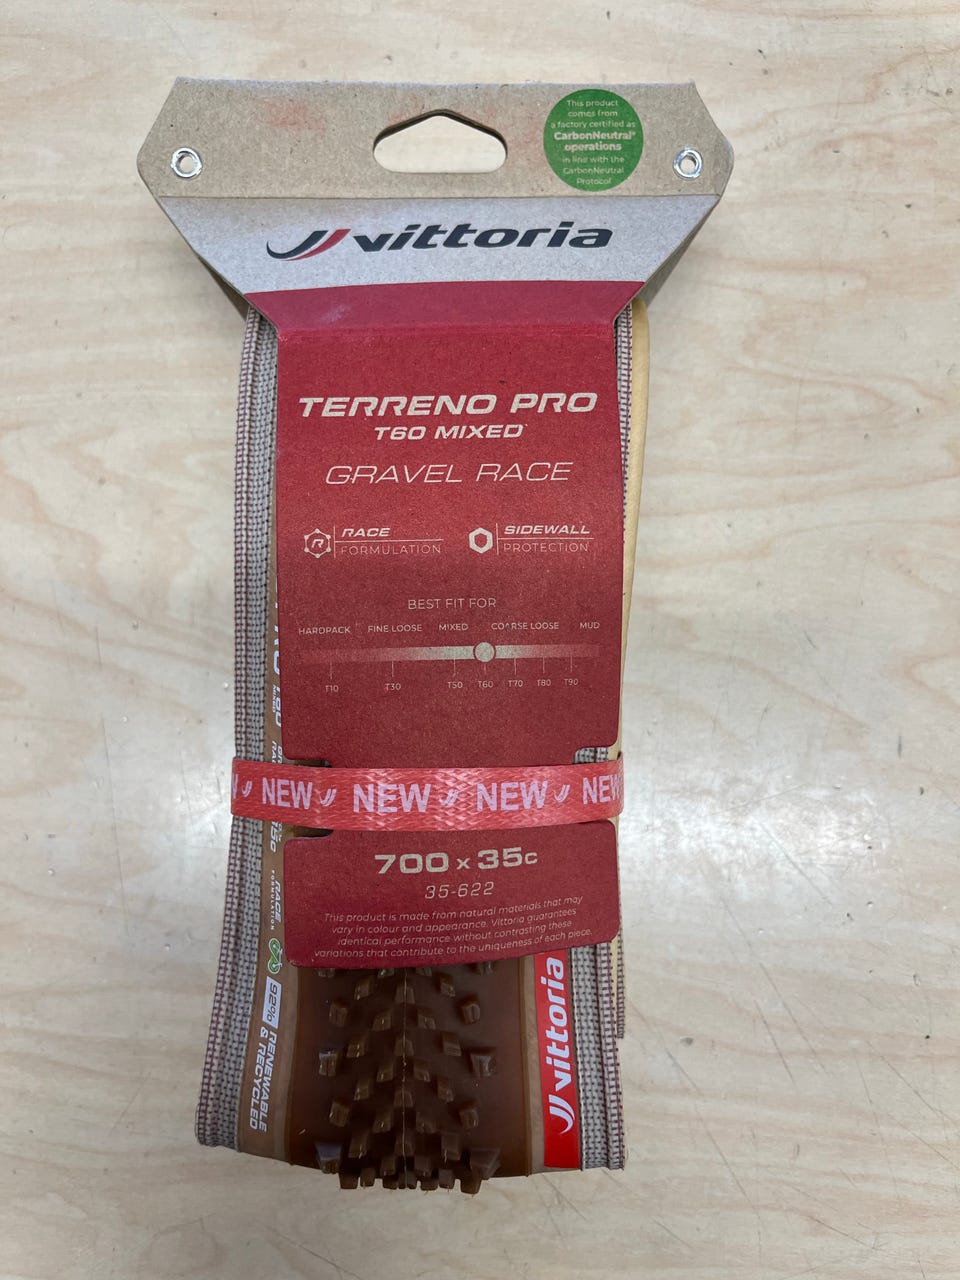 This product
comes from
a factory certified as
CarbonNeutral®
operations
in line with the
CarbonNeutral
Protocol
vittoria
TERRENO PRO
T60 MIXED
GRAVEL RACE
R
RACE
FORMULATION
SIDEWALL
PROTECTION
BEST FIT FOR
HARDPACK FINE LOOSE MIXED COARSE LOOSE MUD
T10 T30 T50 T60 T70 T80 T90
NEW NEW NEW NEW
700 x 35c
35-622
This product is made from natural materials that may
vary in colour and appearance. Vittoria guarantees
identical performance without contrasting these
variations that contribute to the uniqueness of each piece.
RACE
FORMULATION
92% RENEWABLE
& RECYCLED
vittoria